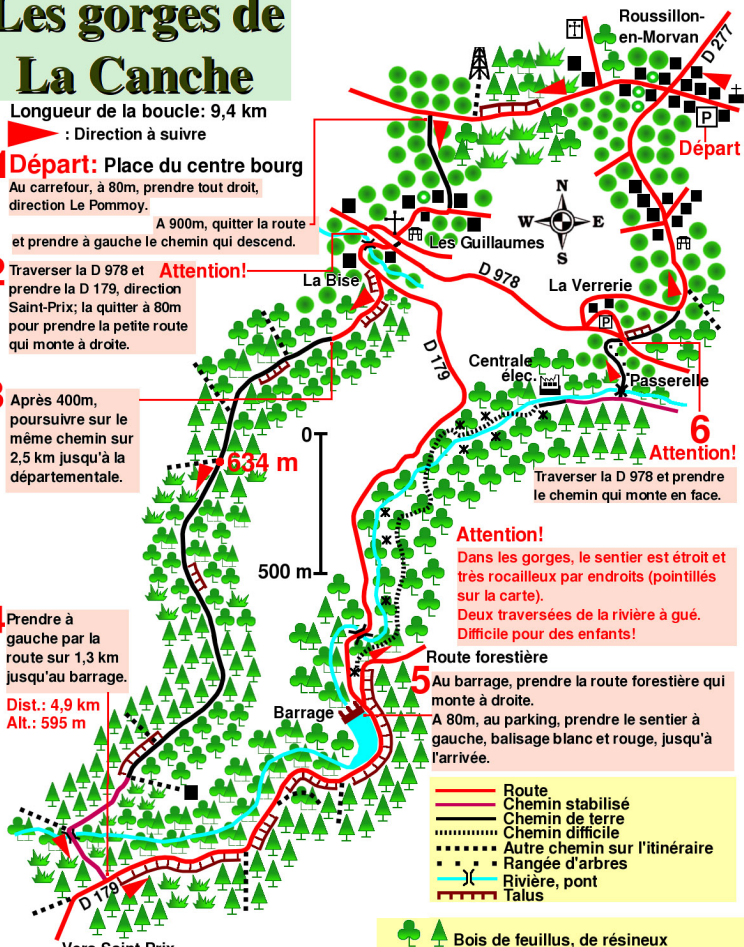 Les gorges de
La Canche
Longueur de la boucle: 9,4 km
: Direction à suivre
1 Départ: Place du centre bourg
Au carrefour, à 80m, prendre tout droit,
direction Le Pommoy.
A 900m, quitter la route
et prendre à gauche le chemin qui descend.
2 Traverser la D 978 et
prendre la D 179, direction
Saint-Prix; la quitter à 80m
pour prendre la petite route
qui monte à droite.
Attention!
3 Après 400m,
poursuivre sur le
même chemin sur
2,5 km jusqu'à la
départementale.
4 Prendre à
gauche par la
route sur 1,3 km
jusqu'au barrage.
Dist.: 4,9 km
Alt.: 595 m
Roussillon-
en-Morvan
D 277
P
Départ
N
W E
S
Les Guillaumes
La Bise
D 978
La Verrerie
P
D 179
Centrale
élec.
Passerelle
6
Attention!
Traverser la D 978 et prendre
le chemin qui monte en face.
0
634 m
500 m
Attention!
Dans les gorges, le sentier est étroit et
très rocailleux par endroits (pointillés
sur la carte).
Deux traversées de la rivière à gué.
Difficile pour des enfants!
Route forestière
5 Au barrage, prendre la route forestière qui
monte à droite.
A 80m, au parking, prendre le sentier à
gauche, balisage blanc et rouge, jusqu'à
l'arrivée.
Barrage
D 179
Vers Saint-Prix
Route
Chemin stabilisé
Chemin de terre
Chemin difficile
Autre chemin sur l'itinéraire
Rangée d'arbres
Rivière, pont
Talus
Bois de feuillus, de résineux